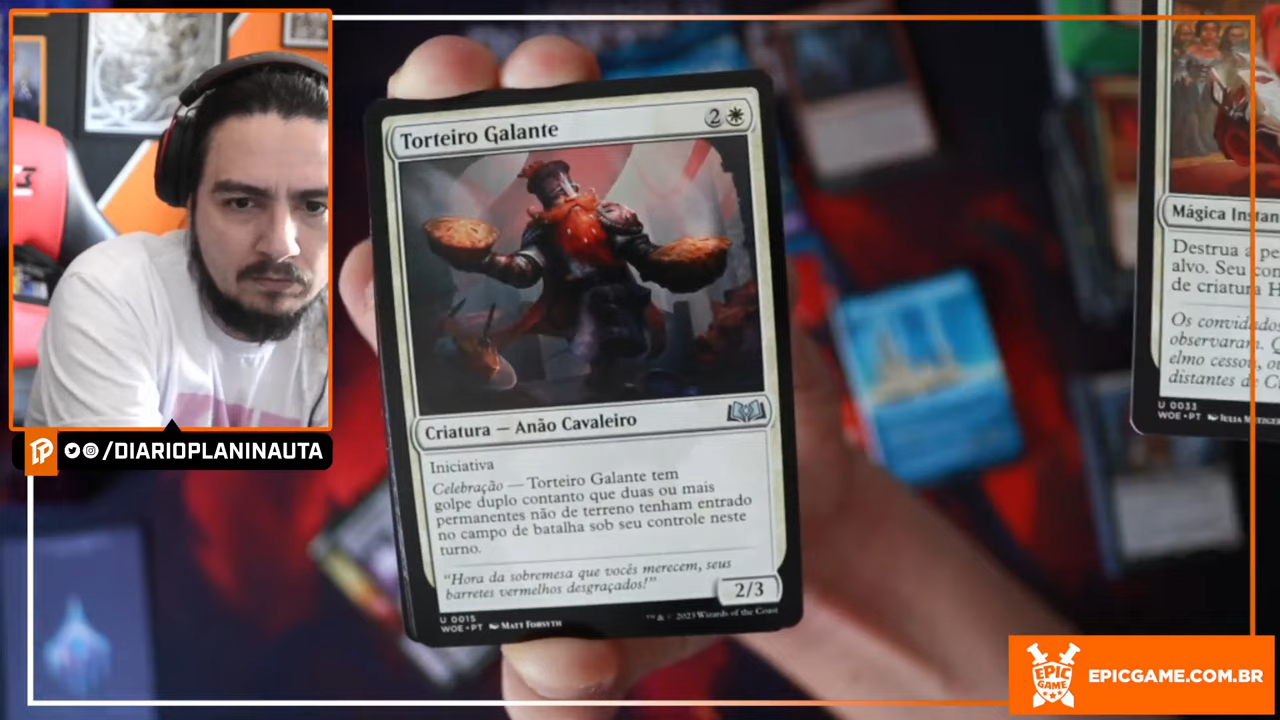 Torteiro Galante
2
Criatura — Anão Cavaleiro
Iniciativa
Celebração — Torteiro Galante tem
golpe duplo contanto que duas ou mais
permanentes não de terreno tenham entrado
no campo de batalha sob seu controle neste
turno.
"Hora da sobremesa que vocês merecem, seus
barretes vermelhos desgraçados!"
2/3
U 0015
WOE • PT MATT FORSYTH
™ & © 2023 Wizards of the Coast
Mágica Instan
Destrua a pe
alvo. Seu con
de criatura H
Os convidados
observaram.
elmo cessou, ou
distantes de C
U 0033
WOE • PT
/DIARIOPLANINAUTA
EPIC
GAME
EPICGAME.COM.BR